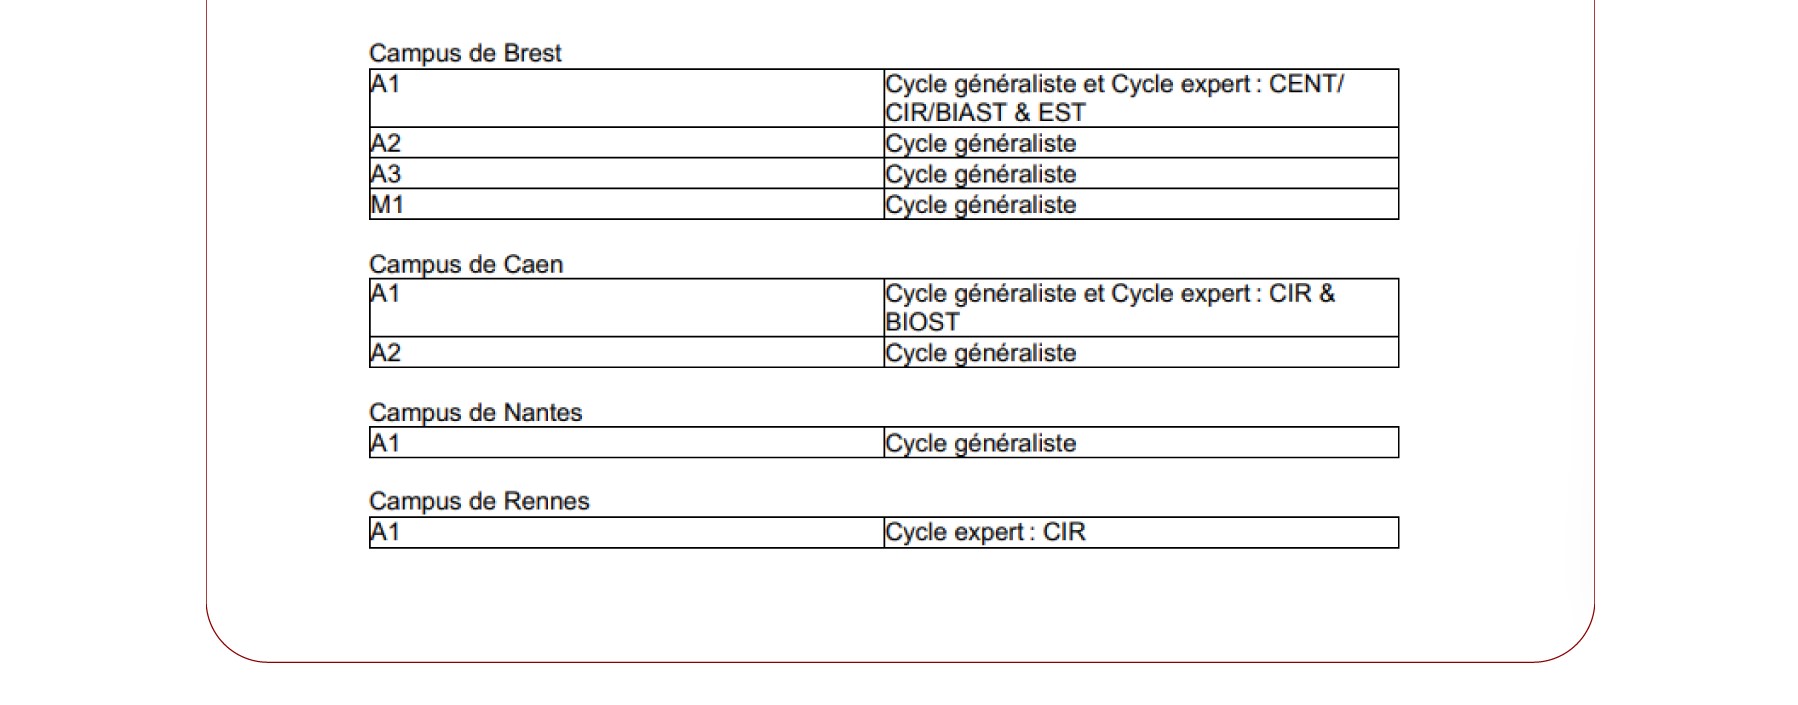 Campus de Brest
A1
Cycle généraliste et Cycle expert : CENT/
CIR/BIAST & EST
A2
Cycle généraliste
A3
Cycle généraliste
M1
Cycle généraliste
Campus de Caen
A1
Cycle généraliste et Cycle expert : CIR &
BIOST
A2
Cycle généraliste
Campus de Nantes
A1
Cycle généraliste
Campus de Rennes
A1
Cycle expert : CIR